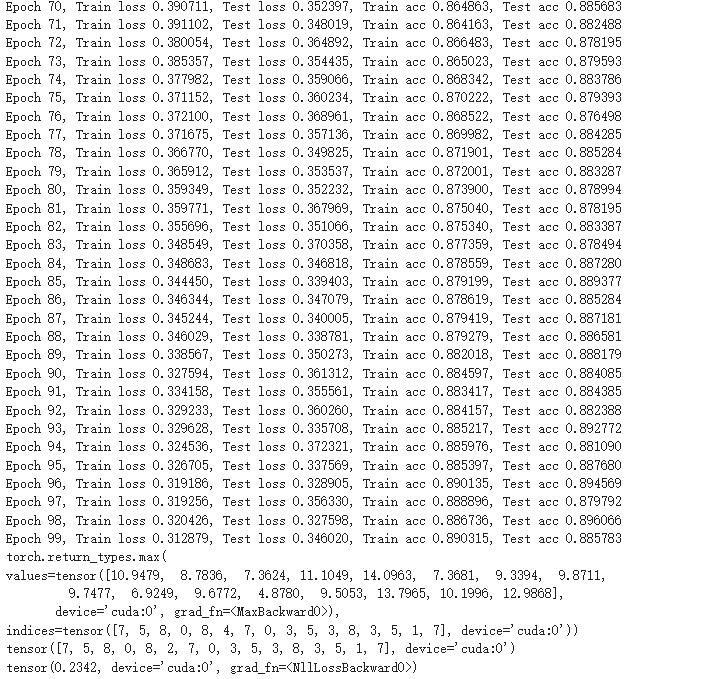 Epoch 70, Train loss 0.390711, Test loss 0.352397, Train acc 0.864863, Test acc 0.885683
Epoch 71, Train loss 0.391102, Test loss 0.348019, Train acc 0.864163, Test acc 0.882488
Epoch 72, Train loss 0.380054, Test loss 0.364892, Train acc 0.866483, Test acc 0.878195
Epoch 73, Train loss 0.385357, Test loss 0.354435, Train acc 0.865023, Test acc 0.879593
Epoch 74, Train loss 0.377982, Test loss 0.359066, Train acc 0.868342, Test acc 0.883786
Epoch 75, Train loss 0.371152, Test loss 0.360234, Train acc 0.870222, Test acc 0.879393
Epoch 76, Train loss 0.372100, Test loss 0.368961, Train acc 0.868522, Test acc 0.876498
Epoch 77, Train loss 0.371675, Test loss 0.357136, Train acc 0.869982, Test acc 0.884285
Epoch 78, Train loss 0.366770, Test loss 0.349825, Train acc 0.871901, Test acc 0.885284
Epoch 79, Train loss 0.365912, Test loss 0.353537, Train acc 0.872001, Test acc 0.883287
Epoch 80, Train loss 0.359349, Test loss 0.352232, Train acc 0.873900, Test acc 0.878994
Epoch 81, Train loss 0.359771, Test loss 0.367969, Train acc 0.875040, Test acc 0.878195
Epoch 82, Train loss 0.355696, Test loss 0.351066, Train acc 0.875340, Test acc 0.883387
Epoch 83, Train loss 0.348549, Test loss 0.370358, Train acc 0.877359, Test acc 0.878494
Epoch 84, Train loss 0.348683, Test loss 0.346818, Train acc 0.878559, Test acc 0.887280
Epoch 85, Train loss 0.344450, Test loss 0.339403, Train acc 0.879199, Test acc 0.889377
Epoch 86, Train loss 0.346344, Test loss 0.347079, Train acc 0.878619, Test acc 0.885284
Epoch 87, Train loss 0.345244, Test loss 0.340005, Train acc 0.879419, Test acc 0.887181
Epoch 88, Train loss 0.346029, Test loss 0.338781, Train acc 0.879279, Test acc 0.886581
Epoch 89, Train loss 0.338567, Test loss 0.350273, Train acc 0.882018, Test acc 0.888179
Epoch 90, Train loss 0.327594, Test loss 0.361312, Train acc 0.884597, Test acc 0.884085
Epoch 91, Train loss 0.334158, Test loss 0.355561, Train acc 0.883417, Test acc 0.884385
Epoch 92, Train loss 0.329233, Test loss 0.360260, Train acc 0.884157, Test acc 0.882388
Epoch 93, Train loss 0.329628, Test loss 0.335708, Train acc 0.885217, Test acc 0.892772
Epoch 94, Train loss 0.324536, Test loss 0.372321, Train acc 0.885976, Test acc 0.881090
Epoch 95, Train loss 0.326705, Test loss 0.337569, Train acc 0.885397, Test acc 0.887680
Epoch 96, Train loss 0.319186, Test loss 0.328905, Train acc 0.890135, Test acc 0.894569
Epoch 97, Train loss 0.319256, Test loss 0.356330, Train acc 0.888896, Test acc 0.879792
Epoch 98, Train loss 0.320426, Test loss 0.327598, Train acc 0.886736, Test acc 0.896066
Epoch 99, Train loss 0.312879, Test loss 0.346020, Train acc 0.890315, Test acc 0.885783
torch.return_types.max(
values=tensor([10.9479, 8.7836, 7.3624, 11.1049, 14.0963, 7.3681, 9.3394, 9.8711,
9.7477, 6.9249, 9.6772, 4.8780, 9.5053, 13.7965, 10.1996, 12.9868],
device='cuda:0', grad_fn=<MaxBackward0>),
indices=tensor([7, 5, 8, 0, 8, 4, 7, 0, 3, 5, 3, 8, 3, 5, 1, 7], device='cuda:0'))
tensor([7, 5, 8, 0, 8, 2, 7, 0, 3, 5, 3, 8, 3, 5, 1, 7], device='cuda:0')
tensor(0.2342, device='cuda:0', grad_fn=<NllLossBackward0>)